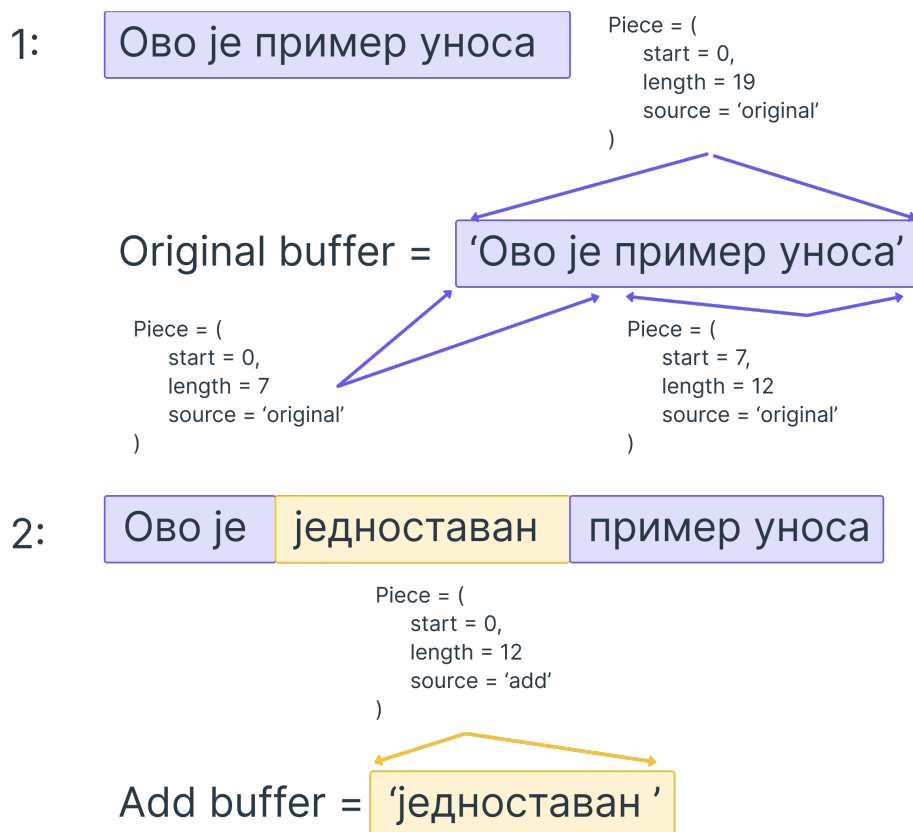 1:
Ово је пример уноса
Piece = (
start = 0,
length = 19
source = ‘original’
)
Original buffer = ‘Ово је пример уноса’
Piece = (
start = 0,
length = 7
source = ‘original’
)
Piece = (
start = 7,
length = 12
source = ‘original’
)
2:
Ово је једноставан пример уноса
Piece = (
start = 0,
length = 12
source = ‘add’
)
Add buffer = ‘једноставан ’